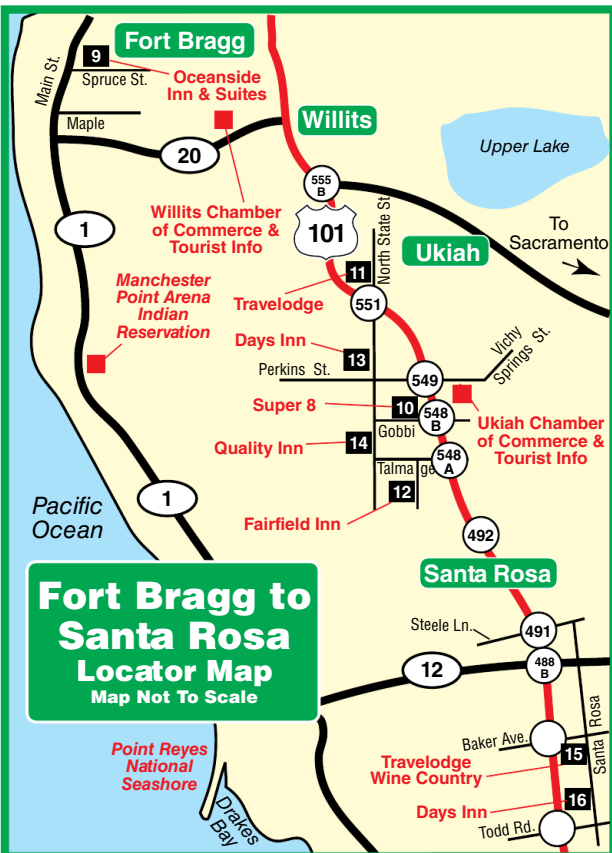 Fort Bragg
9
Main St.
Spruce St.
Oceanside
Inn & Suites
Maple
20
Willits
Upper Lake
555
B
Willits Chamber
of Commerce &
Tourist Info
101
North State St.
To
Sacramento
Ukiah
1
11
Travelodge
551
Manchester
Point Arena
Indian
Reservation
Days Inn
13
Vichy
Springs St.
Perkins St.
549
Super 8
10
548
B
Gobbi
Ukiah Chamber
of Commerce &
Tourist Info
Quality Inn
14
548
A
Talmage
12
Fairfield Inn
1
Pacific
Ocean
492
Santa Rosa
Fort Bragg to
Santa Rosa
Locator Map
Map Not To Scale
Steele Ln.
491
12
488
B
Santa Rosa
Baker Ave.
15
Travelodge
Wine Country
Point Reyes
National
Seashore
16
Days Inn
Drakes
Bay
Todd Rd.